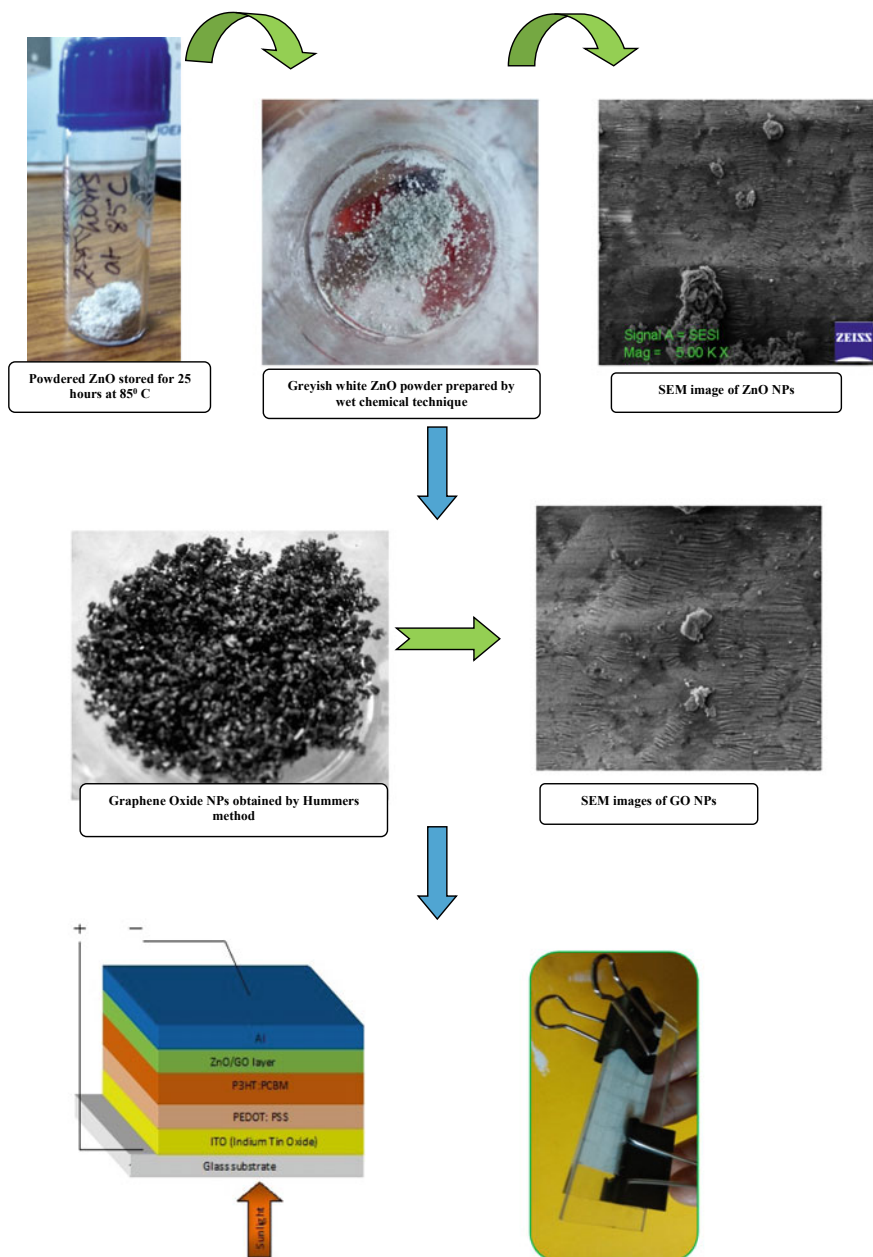 at 85°C
Powdered ZnO stored for 25
hours at 85⁰ C
Greyish white ZnO powder prepared by
wet chemical technique
Signal A = SESI
Mag = 5.00 K X
ZEISS
SEM image of ZnO NPs
Graphene Oxide NPs obtained by Hummers
method
SEM images of GO NPs
+ −
Al
ZnO/GO layer
P3HT:PCBM
PEDOT: PSS
ITO (Indium Tin Oxide)
Glass substrate
Sunlight